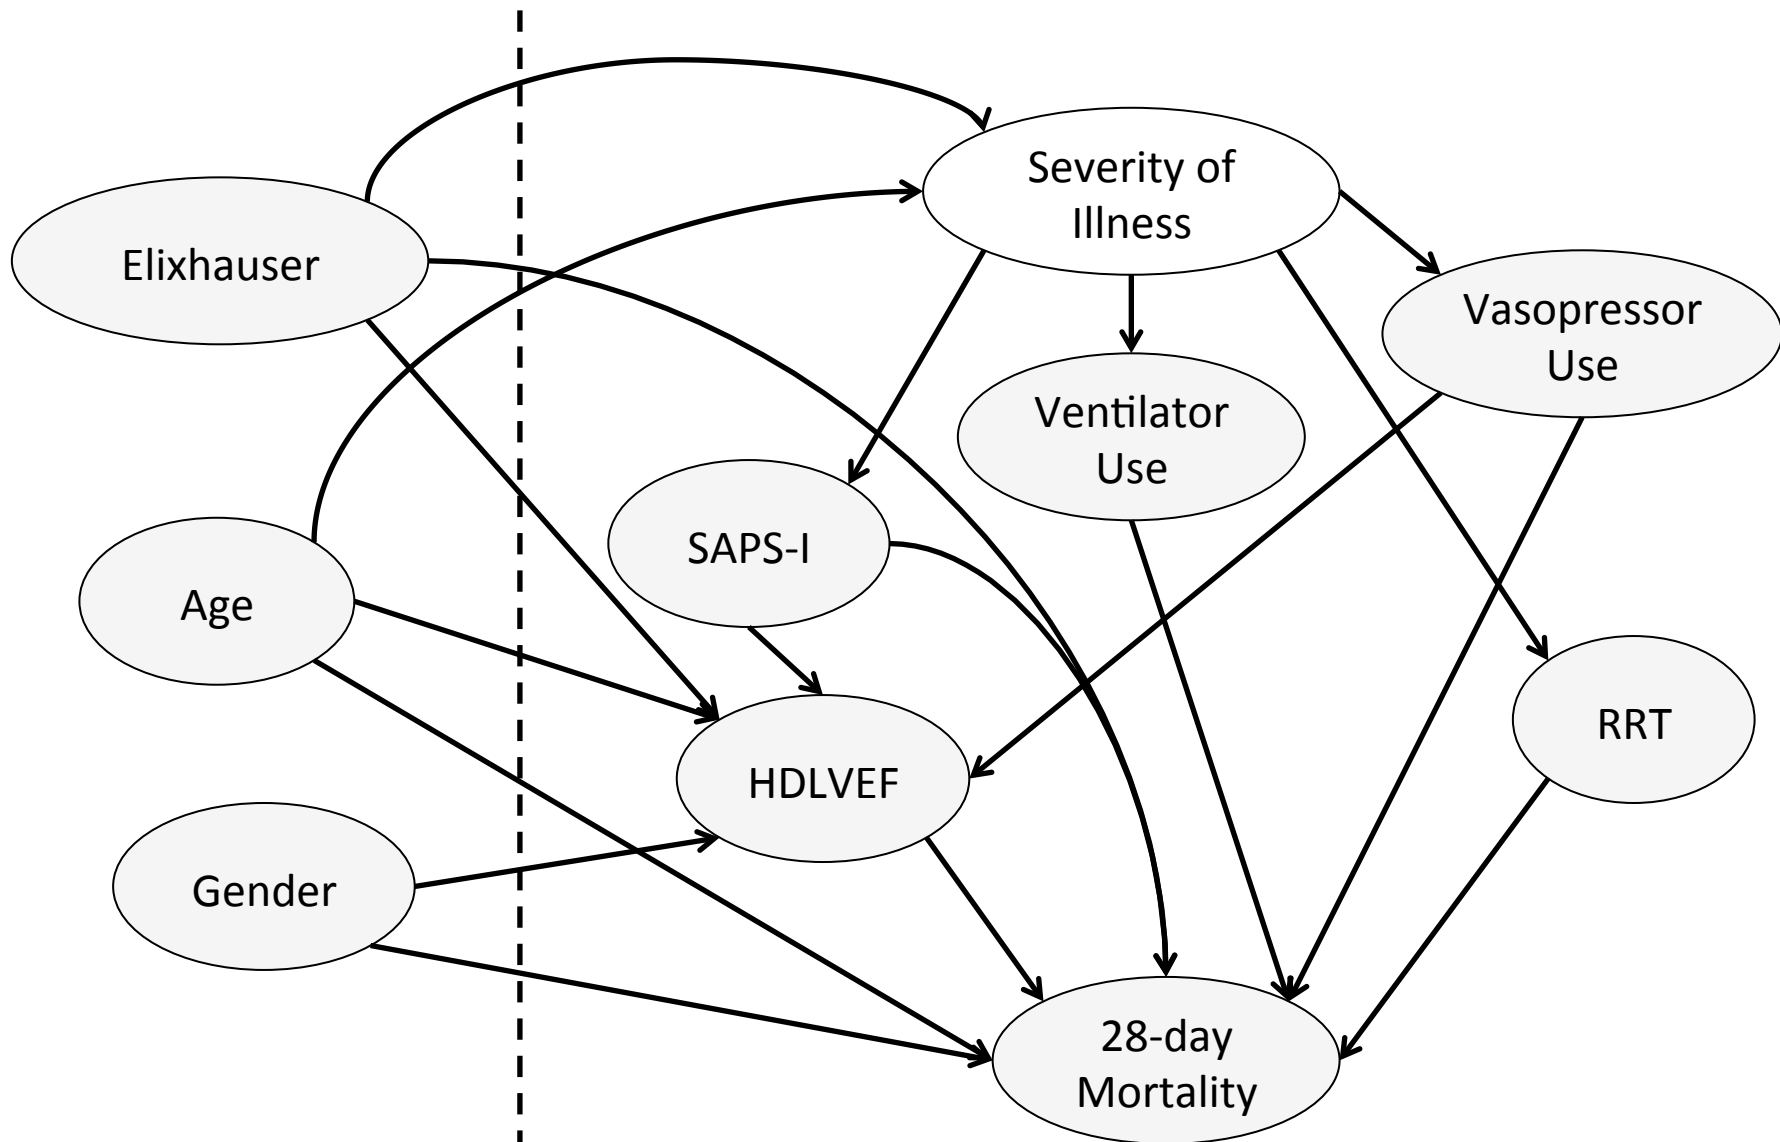 Severity of
Illness
Elixhauser
Vasopressor
Use
Ventilator
Use
SAPS-I
Age
RRT
HDLVEF
Gender
28-day
Mortality